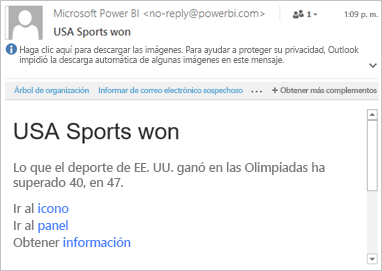 Microsoft Power BI <no-reply@powerbi.com>
1
1:09 p. m.
USA Sports won
Haga clic aquí para descargar las imágenes. Para ayudar a proteger su privacidad, Outlook
impidió la descarga automática de algunas imágenes en este mensaje.
Árbol de organización Informar de correo electrónico sospechoso ... + Obtener más complementos
USA Sports won
Lo que el deporte de EE. UU. ganó en las Olimpiadas ha
superado 40, en 47.
Ir al icono
Ir al panel
Obtener información